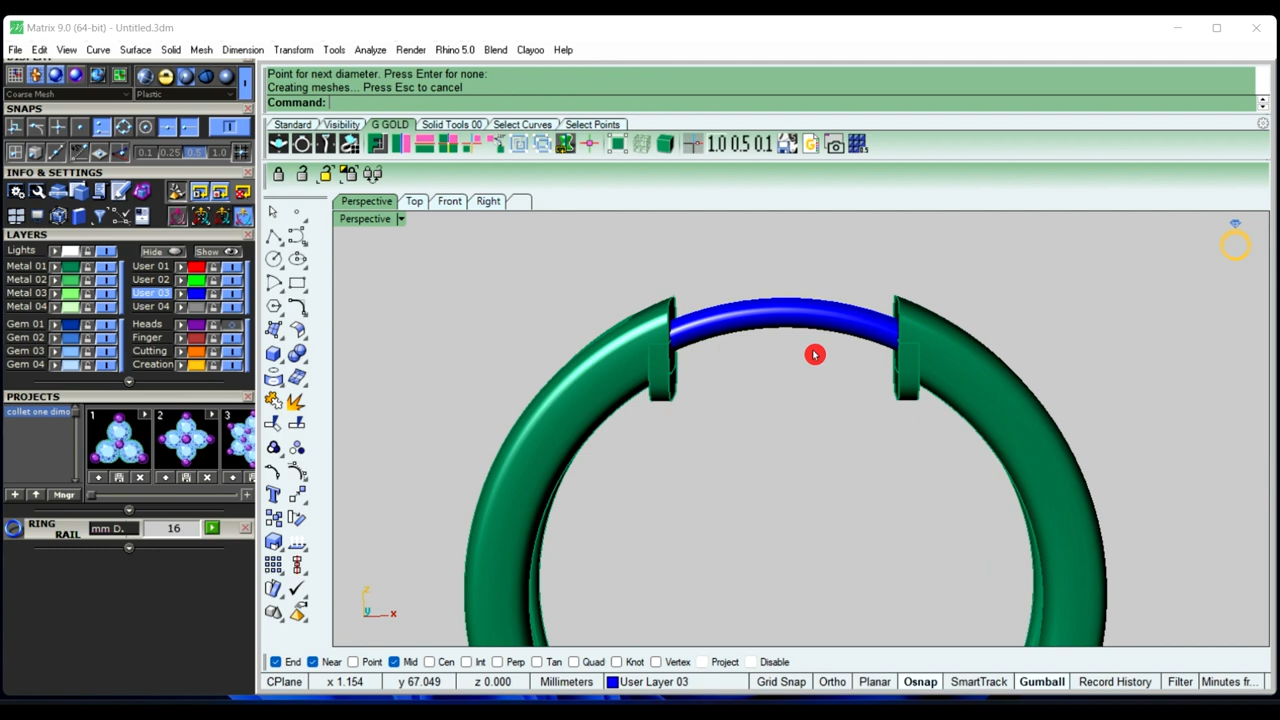 Matrix 9.0 (64-bit) - Untitled.3dm
File Edit View Curve Surface Solid Mesh Dimension Transform Tools Analyze Render Rhino 5.0 Blend Clayoo Help
Coarse Mesh Plastic
SNAPS
0.1 0.25 0.5 1.0
INFO & SETTINGS
LAYERS
Lights Hide Show
Metal 01 User 01
Metal 02 User 02
Metal 03 User 03
Metal 04 User 04
Gem 01 Heads
Gem 02 Finger
Gem 03 Cutting
Gem 04 Creation
PROJECTS
collet one dimo
1 2 3
Mngr
RING RAIL mm D. 16
Point for next diameter. Press Enter for none:
Creating meshes... Press Esc to cancel
Command:
Standard Visibility G GOLD Solid Tools 00 Select Curves Select Points
1.0 0.5 0.1
Perspective Top Front Right
Perspective
z
y x
End Near Point Mid Cen Int Perp Tan Quad Knot Vertex Project Disable
CPlane x 1.154 y 67.049 z 0.000 Millimeters User Layer 03 Grid Snap Ortho Planar Osnap SmartTrack Gumball Record History Filter Minutes fr...